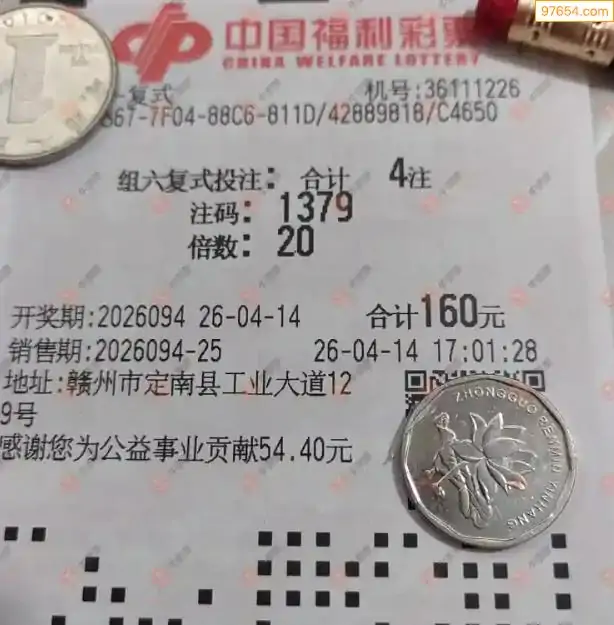 97654.com
中国福利彩票
CHINA WELFARE LOTTERY
复式
机号:36111226
867-7F04-88C6-811D/42889818/C4650
组六复式投注: 合计 4注
注码: 1379
倍数: 20
开奖期:2026094 26-04-14 合计160元
销售期:2026094-25 26-04-14 17:01:28
地址:赣州市定南县工业大道12
9号
感谢您为公益事业贡献54.40元
ZHONGGUO RENMIN YINHANG